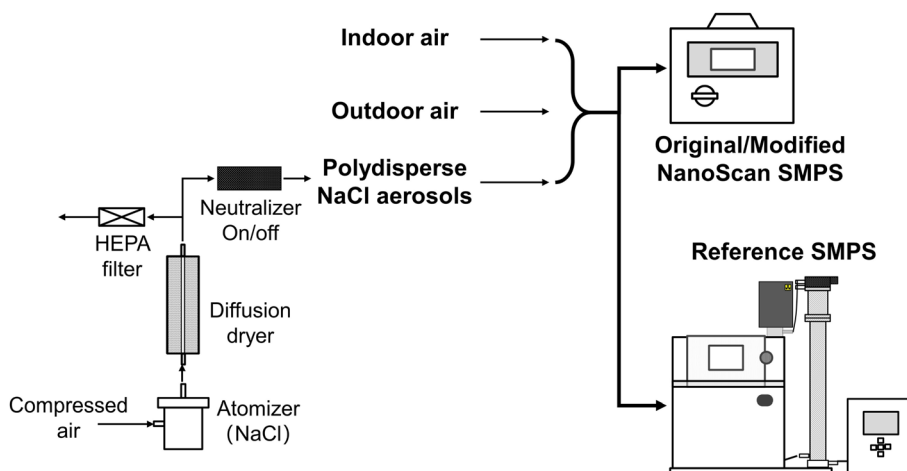 Indoor air
Outdoor air
Polydisperse
NaCl aerosols
Original/Modified
NanoScan SMPS
Neutralizer
On/off
HEPA
filter
Reference SMPS
Diffusion
dryer
Compressed
air
Atomizer
(NaCl)